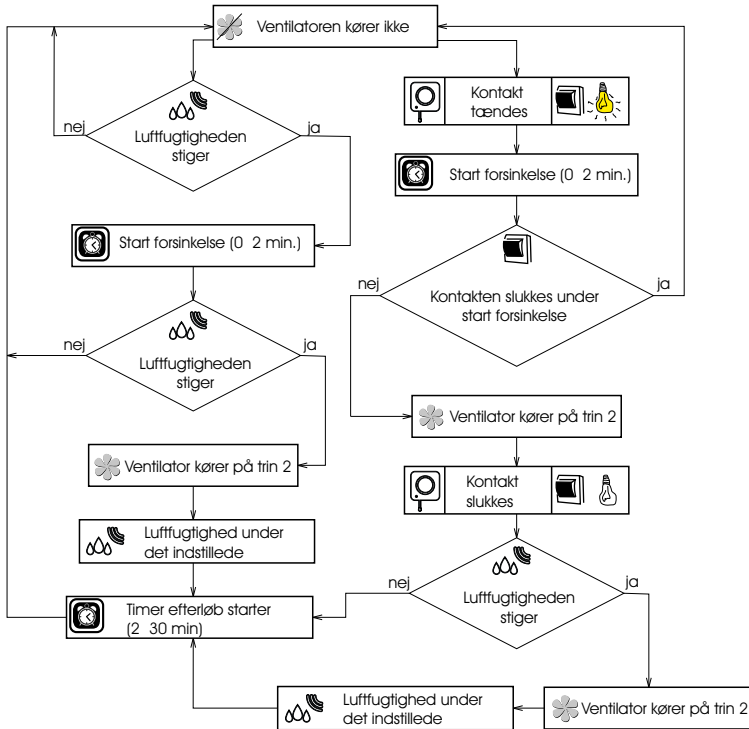 Ventilatoren kører ikke
nej
Luftfugtigheden
stiger
ja
Start forsinkelse (0 2 min.)
nej
Luftfugtigheden
stiger
ja
Ventilator kører på trin 2
Luftfugtighed under
det indstillede
Timer efterløb starter
(2 30 min)
Kontakt
tændes
Start forsinkelse (0 2 min.)
nej
Kontakten slukkes under
start forsinkelse
ja
Ventilator kører på trin 2
Kontakt
slukkes
nej
Luftfugtigheden
stiger
ja
Ventilator kører på trin 2
Luftfugtighed under
det indstillede